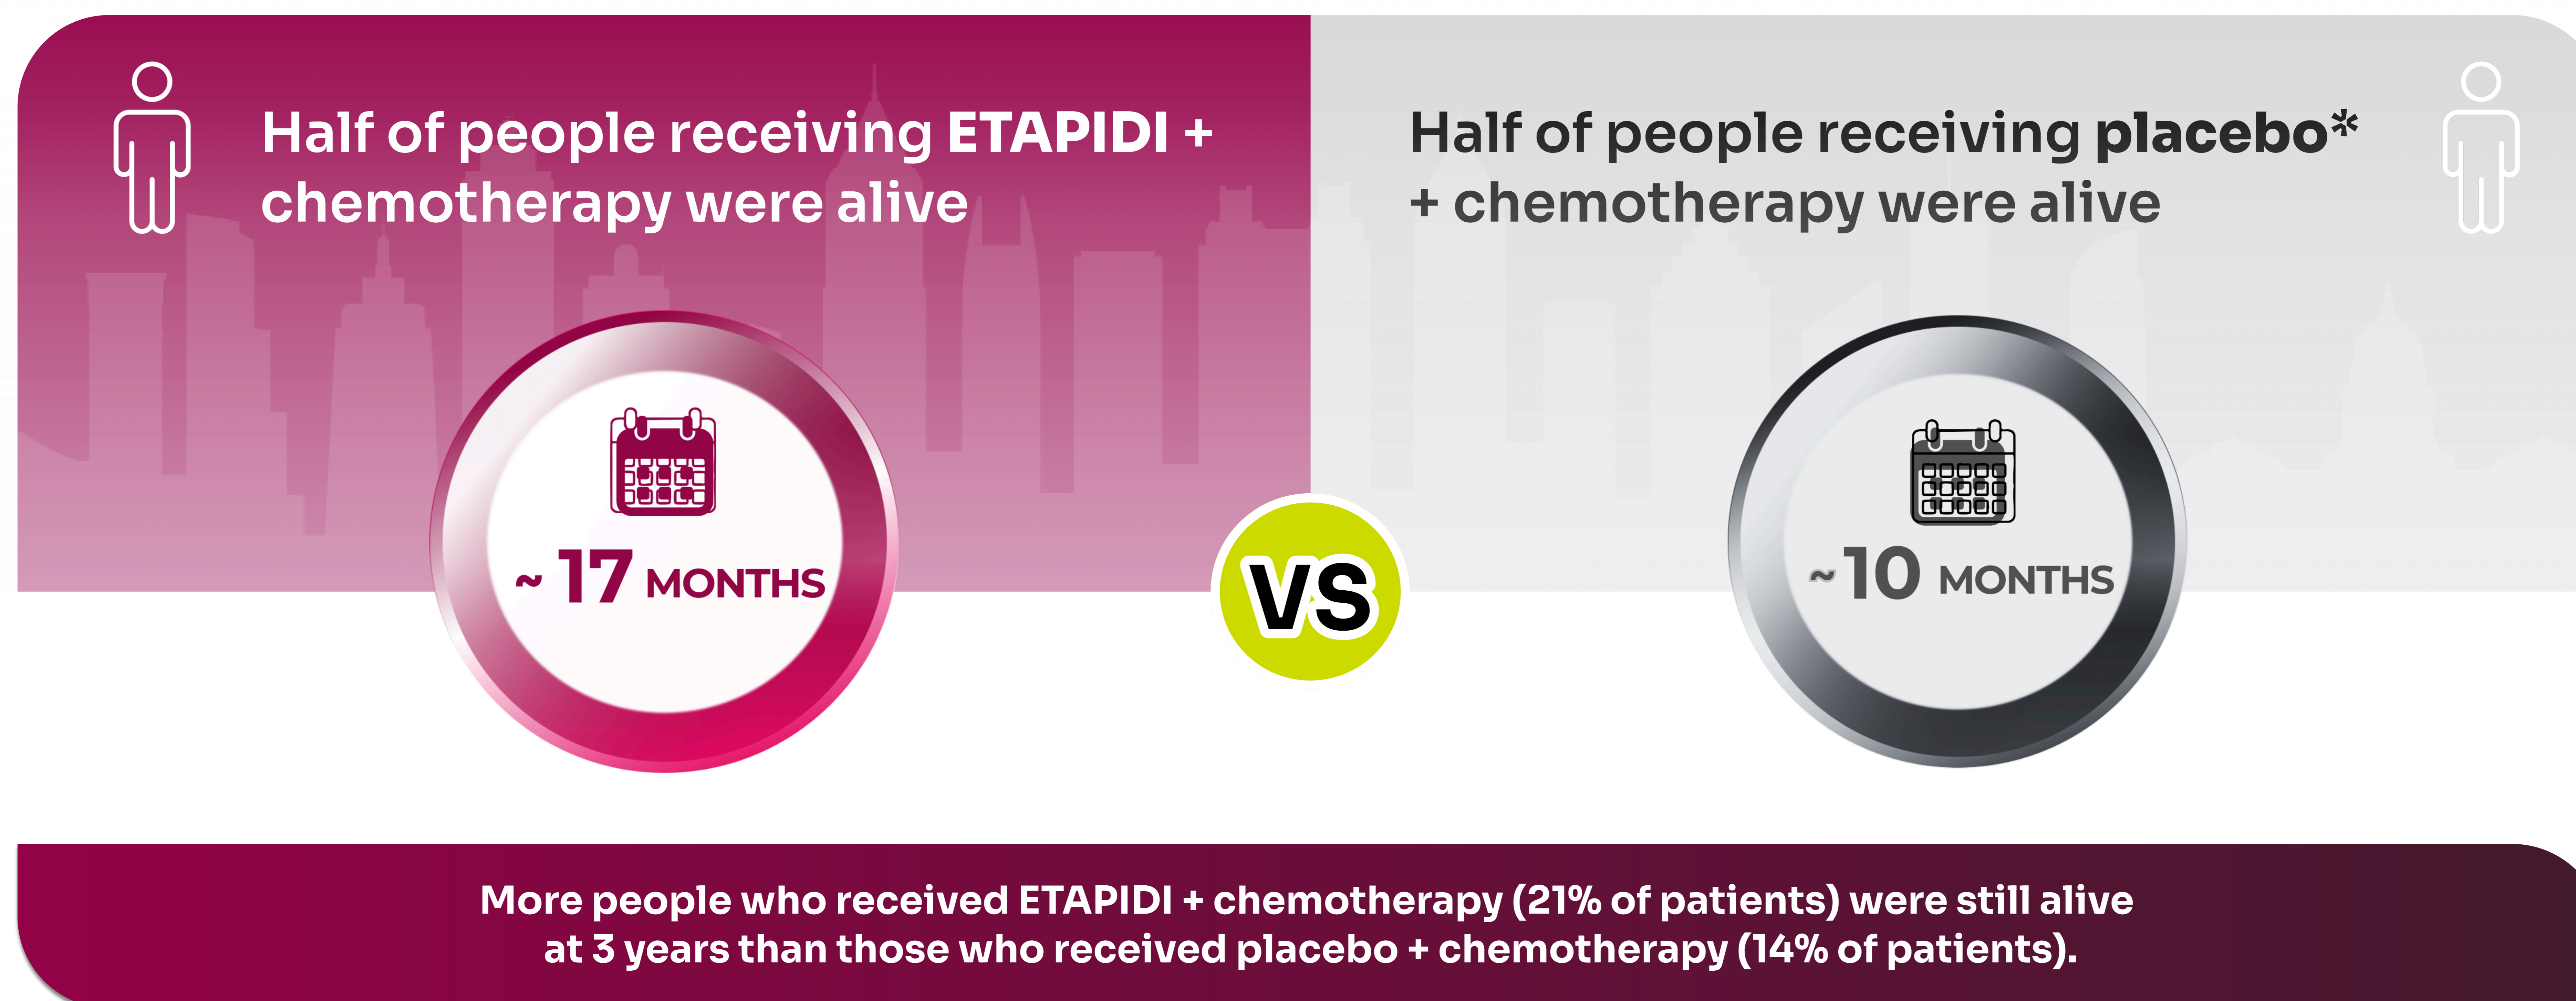 Half of people receiving ETAPIDI +
chemotherapy were alive
~ 17 MONTHS
VS
Half of people receiving placebo*
+ chemotherapy were alive
~10 MONTHS
More people who received ETAPIDI + chemotherapy (21% of patients) were still alive
at 3 years than those who received placebo + chemotherapy (14% of patients).